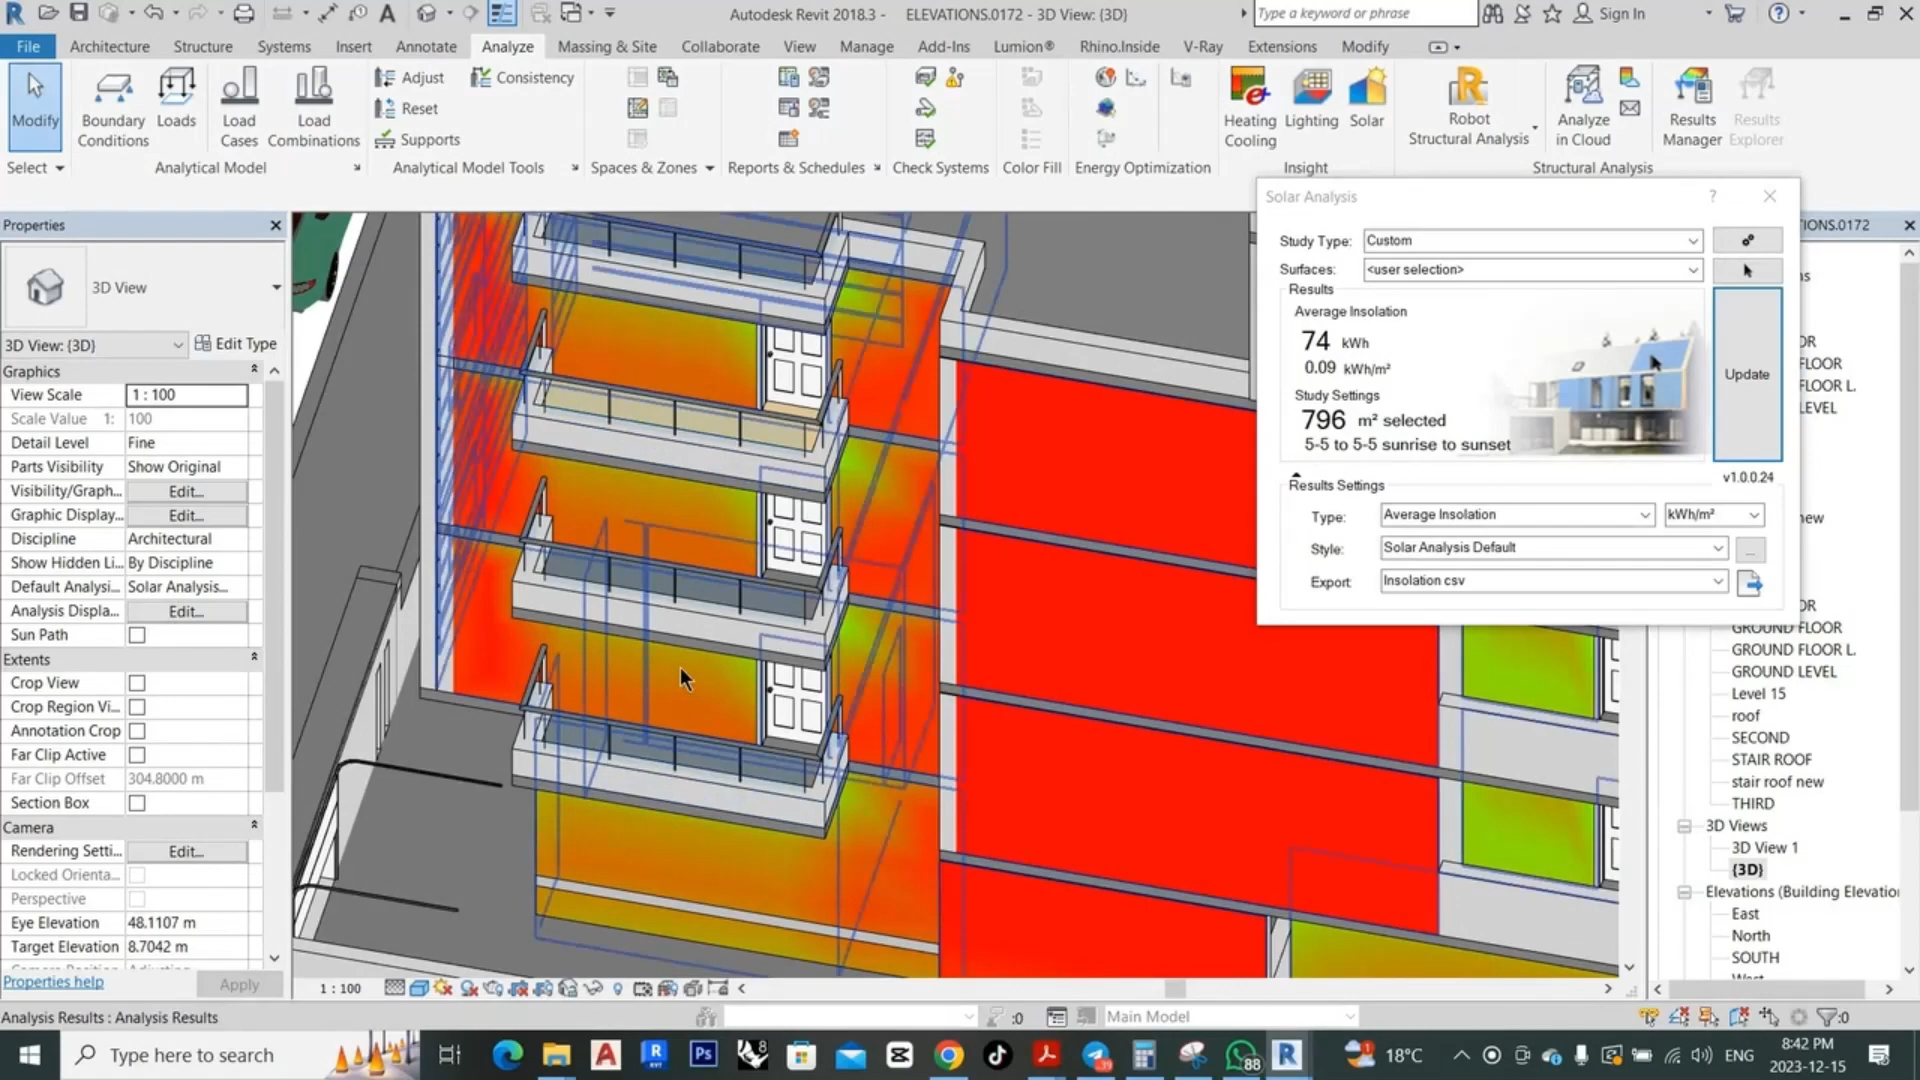 Autodesk Revit 2018.3 - ELEVATIONS.0172 - 3D View: {3D}
Type a keyword or phrase
Sign In
File Architecture Structure Systems Insert Annotate Analyze Massing & Site Collaborate View Manage Add-Ins Lumion® Rhino.Inside V-Ray Extensions Modify
Modify
Boundary Conditions
Loads
Load Cases
Load Combinations
Adjust
Reset
Supports
Consistency
Heating Cooling
Lighting
Solar
Robot Structural Analysis
Analyze in Cloud
Results Manager
Results Explorer
Select
Analytical Model
Analytical Model Tools
Spaces & Zones
Reports & Schedules
Check Systems
Color Fill
Energy Optimization
Insight
Structural Analysis
Properties
3D View
3D View: {3D}
Edit Type
Graphics
View Scale 1 : 100
Scale Value 1: 100
Detail Level Fine
Parts Visibility Show Original
Visibility/Graph... Edit...
Graphic Display... Edit...
Discipline Architectural
Show Hidden Li... By Discipline
Default Analysi... Solar Analysis...
Analysis Displa... Edit...
Sun Path
Extents
Crop View
Crop Region Vi...
Annotation Crop
Far Clip Active
Far Clip Offset 304.8000 m
Section Box
Camera
Rendering Setti... Edit...
Locked Orienta...
Perspective
Eye Elevation 48.1107 m
Target Elevation 8.7042 m
Properties help
Apply
Solar Analysis
?
Study Type: Custom
Surfaces: <user selection>
Results
Average Insolation
74 kWh
0.09 kWh/m²
Study Settings
796 m² selected
5-5 to 5-5 sunrise to sunset
Update
v1.0.0.24
Results Settings
Type: Average Insolation kWh/m²
Style: Solar Analysis Default
...
Export: Insolation csv
IONS.0172
ns
OR
FLOOR
FLOOR L.
LEVEL
new
OR
GROUND FLOOR
GROUND FLOOR L.
GROUND LEVEL
Level 15
roof
SECOND
STAIR ROOF
stair roof new
THIRD
3D Views
3D View 1
{3D}
Elevations (Building Elevatio
East
North
SOUTH
1 : 100
Analysis Results : Analysis Results
:0
Main Model
:0
Type here to search
88
18°C
ENG
8:42 PM
2023-12-15